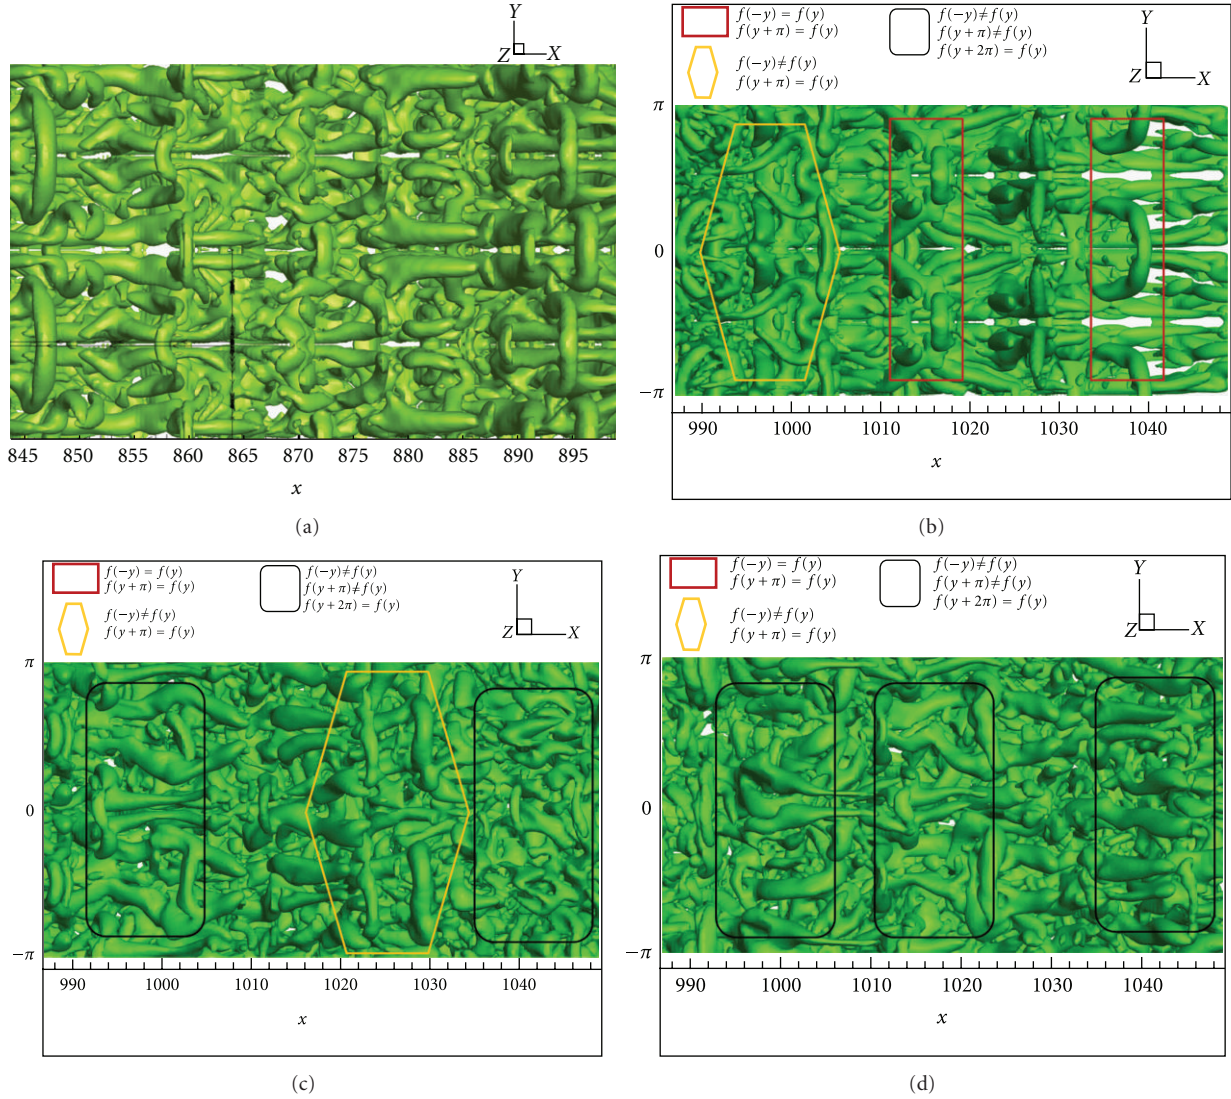 Y
Z X
845 850 855 860 865 870 875 880 885 890 895
x
(a)
f(−y) = f(y)
f(y + π) = f(y)
f(−y)≠f(y)
f(y + π) = f(y)
f(−y)≠f(y)
f(y + π)≠f(y)
f(y + 2π) = f(y)
Y
Z X
π
0
−π
990 1000 1010 1020 1030 1040
x
(b)
f(−y) = f(y)
f(y + π) = f(y)
f(−y)≠f(y)
f(y + π) = f(y)
f(−y)≠f(y)
f(y + π)≠f(y)
f(y + 2π) = f(y)
Y
Z X
π
0
−π
990 1000 1010 1020 1030 1040
x
(c)
f(−y) = f(y)
f(y + π) = f(y)
f(−y)≠f(y)
f(y + π) = f(y)
f(−y)≠f(y)
f(y + π)≠f(y)
f(y + 2π) = f(y)
Y
Z X
π
0
−π
990 1000 1010 1020 1030 1040
x
(d)